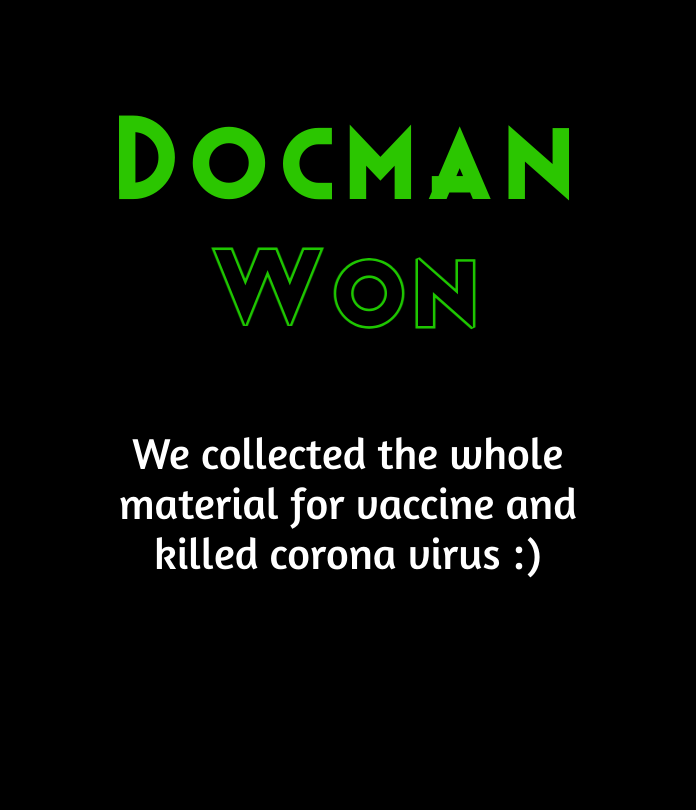 DOCMAN
WON
We collected the whole
material for vaccine and
killed corona virus :)